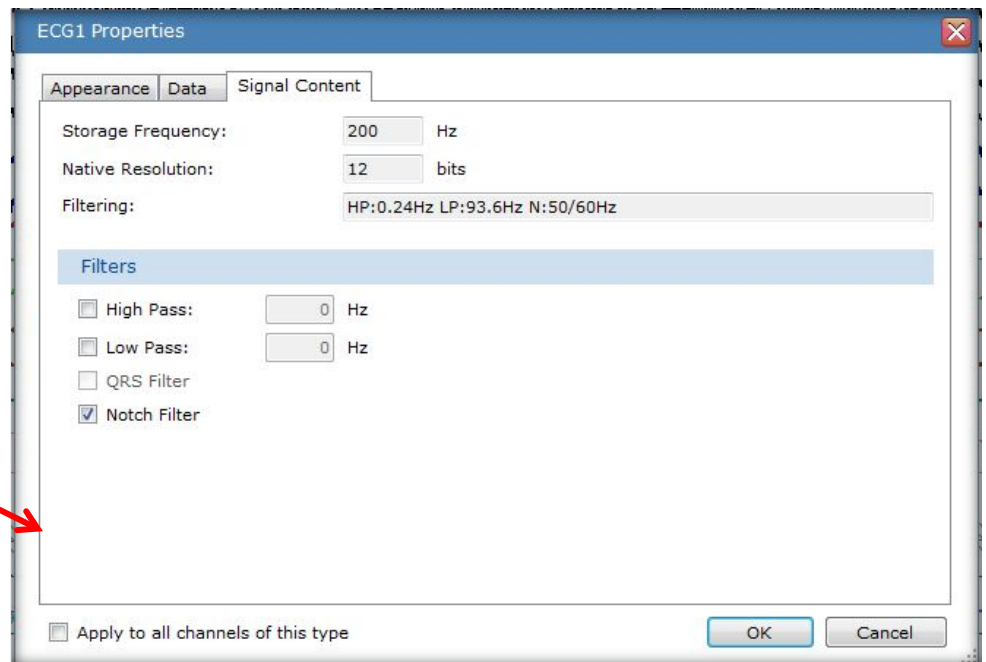 ECG1 Properties
Appearance Data Signal Content
Storage Frequency: 200 Hz
Native Resolution: 12 bits
Filtering: HP:0.24Hz LP:93.6Hz N:50/60Hz
Filters
High Pass: 0 Hz
Low Pass: 0 Hz
QRS Filter
Notch Filter
Apply to all channels of this type OK Cancel